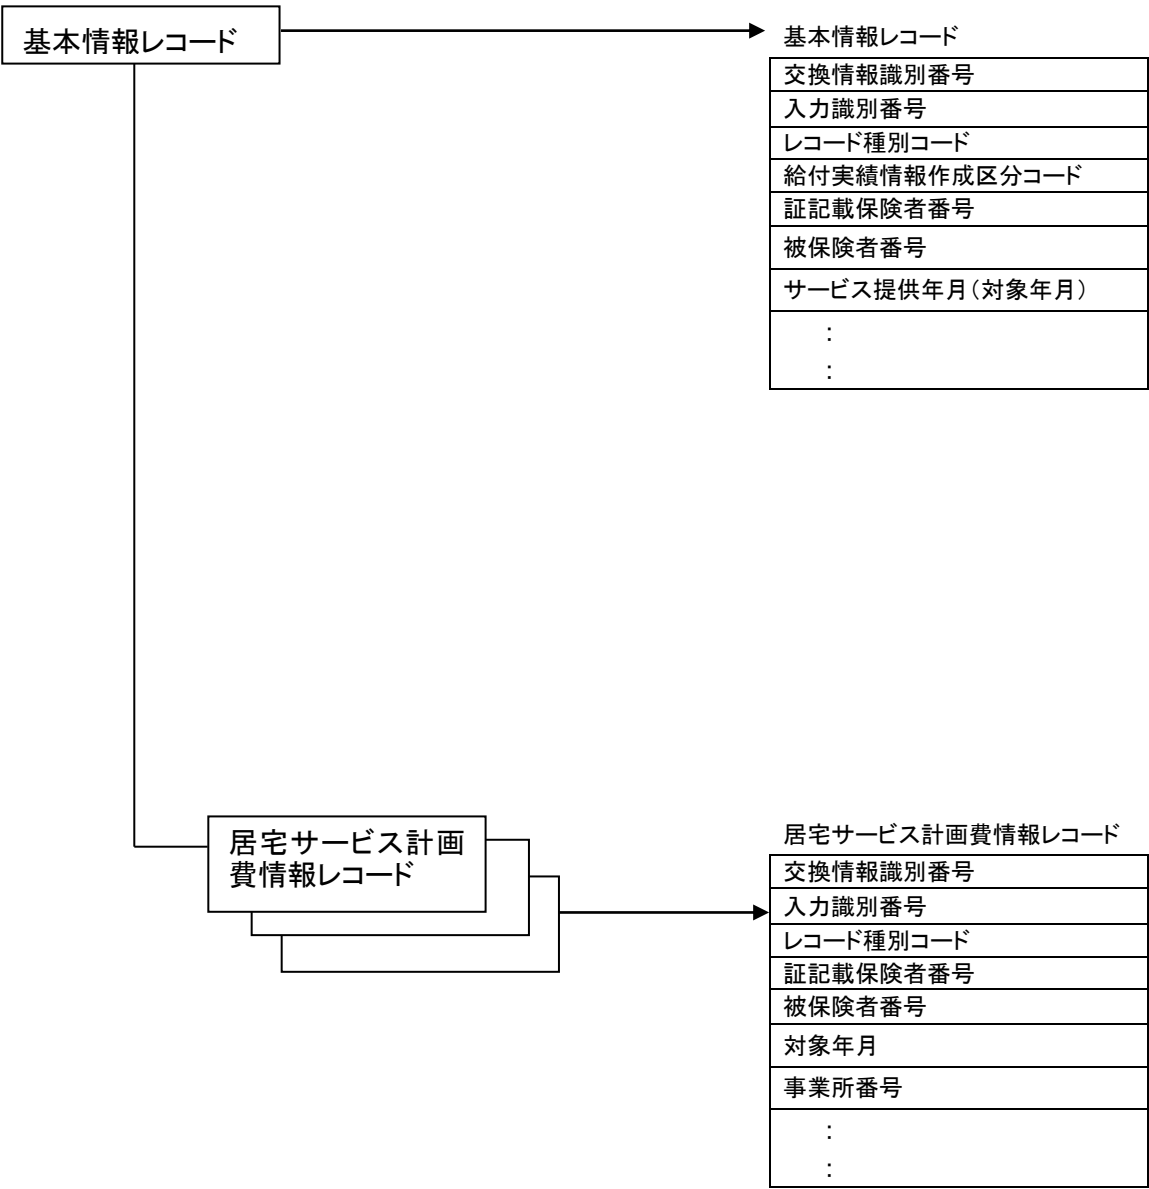 基本情報レコード
基本情報レコード
交換情報識別番号
入力識別番号
レコード種別コード
給付実績情報作成区分コード
証記載保険者番号
被保険者番号
サービス提供年月(対象年月)
:
:
居宅サービス計画
費情報レコード
居宅サービス計画費情報レコード
交換情報識別番号
入力識別番号
レコード種別コード
証記載保険者番号
被保険者番号
対象年月
事業所番号
:
: